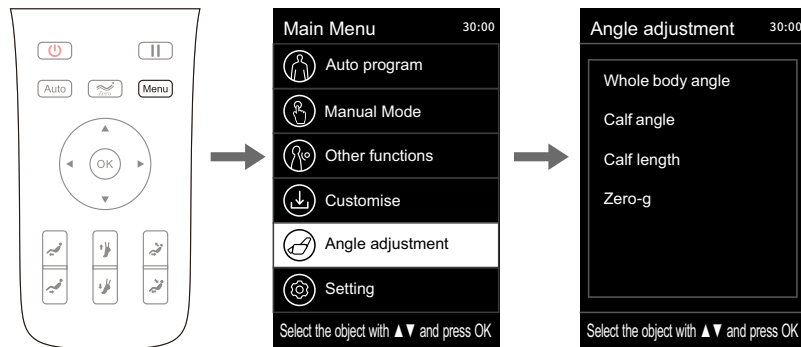 Auto
Zero
Menu
OK
Main Menu 30:00
Auto program
Manual Mode
Other functions
Customise
Angle adjustment
Setting
Select the object with ▲▼ and press OK
Angle adjustment 30:00
Whole body angle
Calf angle
Calf length
Zero-g
Select the object with ▲▼ and press OK